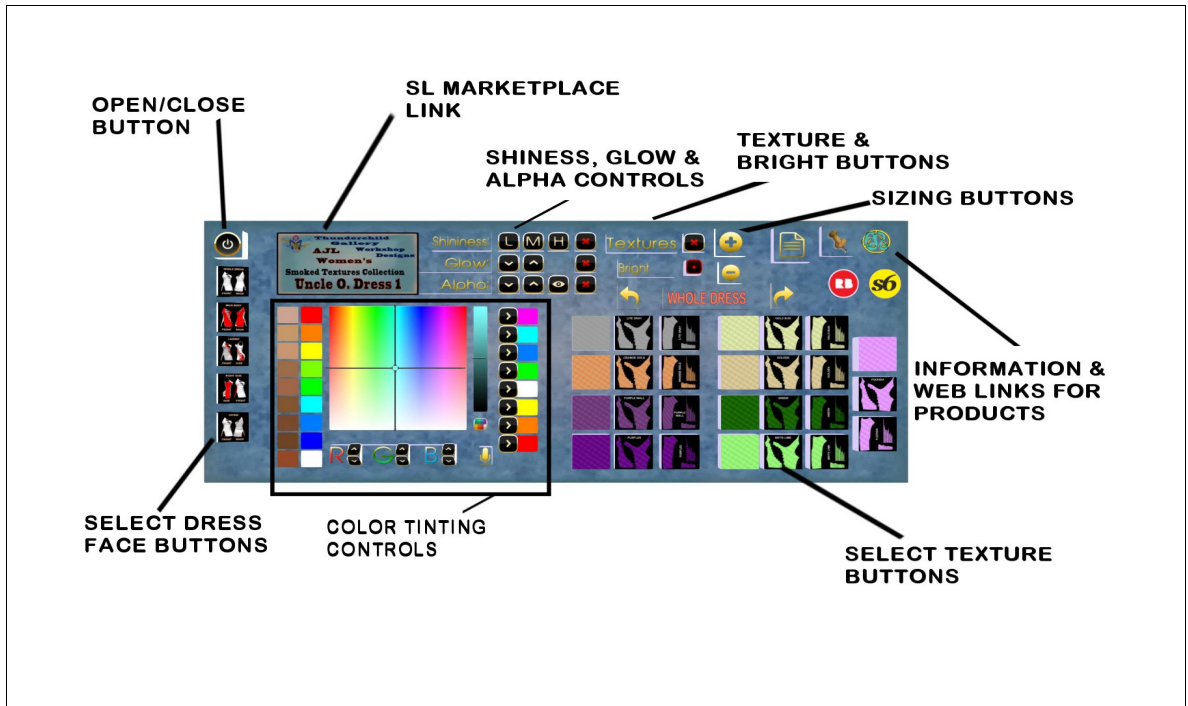 OPEN/CLOSE
BUTTON
SL MARKETPLACE
LINK
SHINESS, GLOW &
ALPHA CONTROLS
TEXTURE &
BRIGHT BUTTONS
SIZING BUTTONS
Thunderchild
Gallery
AJL Workshop
Designs
Women's
Smoked Textures Collection
Uncle O. Dress 1
Shininess: L M H
Glow:
Alpha:
Textures
Bright
WHOLE DRESS
RB
s6
R G B
INFORMATION &
WEB LINKS FOR
PRODUCTS
SELECT DRESS
FACE BUTTONS
COLOR TINTING
CONTROLS
SELECT TEXTURE
BUTTONS